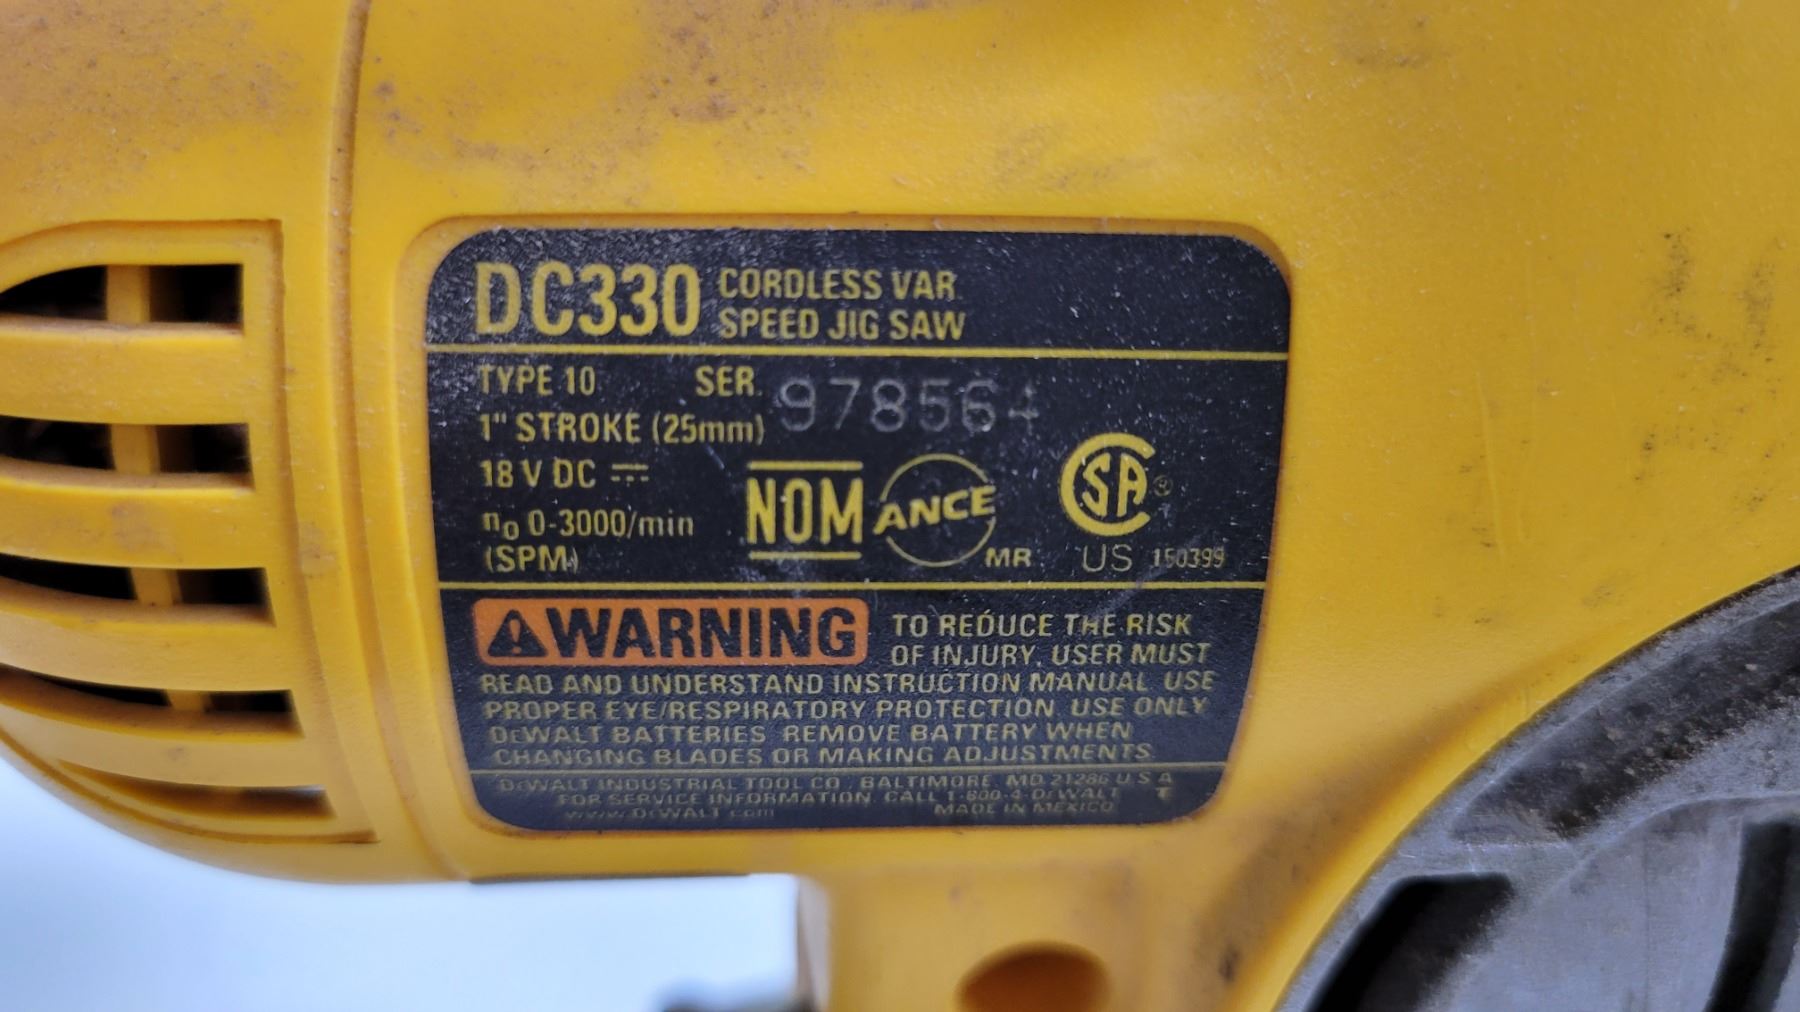 DC330 CORDLESS VAR
SPEED JIG SAW
TYPE 10 SER. 978564
1" STROKE (25mm)
18 V DC
n₀ 0-3000/min
(SPM)
NOM ANCE MR
CSA® US 150399
WARNING TO REDUCE THE RISK
OF INJURY, USER MUST
READ AND UNDERSTAND INSTRUCTION MANUAL USE
PROPER EYE/RESPIRATORY PROTECTION USE ONLY
DeWALT BATTERIES REMOVE BATTERY WHEN
CHANGING BLADES OR MAKING ADJUSTMENTS.
DeWALT INDUSTRIAL TOOL CO. BALTIMORE, MD 21286 U S A
FOR SERVICE INFORMATION, CALL 1-800-4-DeWALT
www.DeWALT.com MADE IN MEXICO